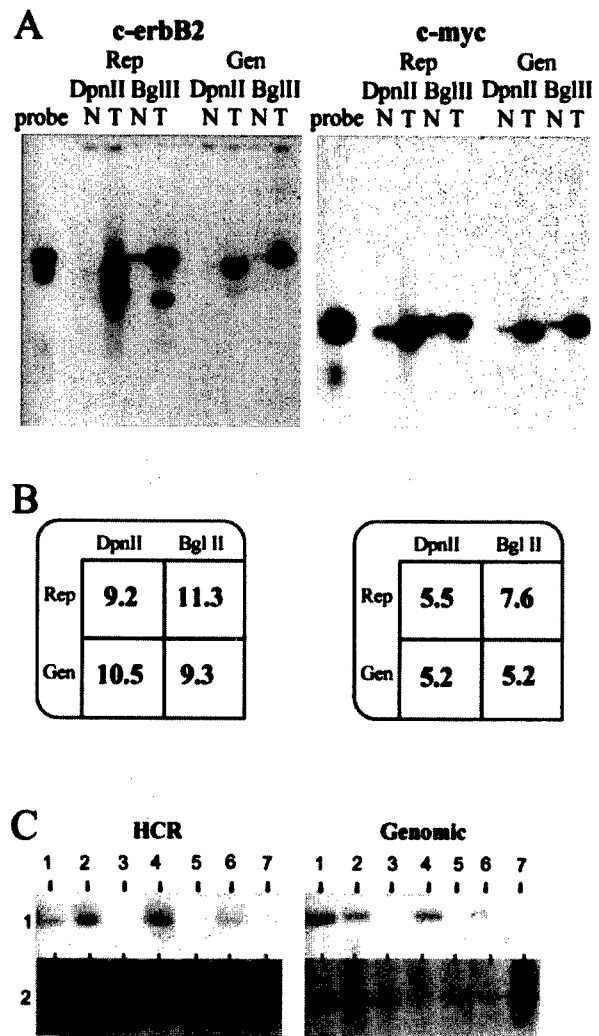 A
c-erbB2
c-myc
Rep Gen
Rep Gen
DpnII BglII DpnII BglII
DpnII BglII DpnII BglII
probe N T N T N T N T
probe N T N T N T N T
B
DpnII Bgl II
Rep 9.2 11.3
Gen 10.5 9.3
DpnII Bgl II
Rep 5.5 7.6
Gen 5.2 5.2
C
HCR
Genomic
1 2 3 4 5 6 7
1 2 3 4 5 6 7
1
2